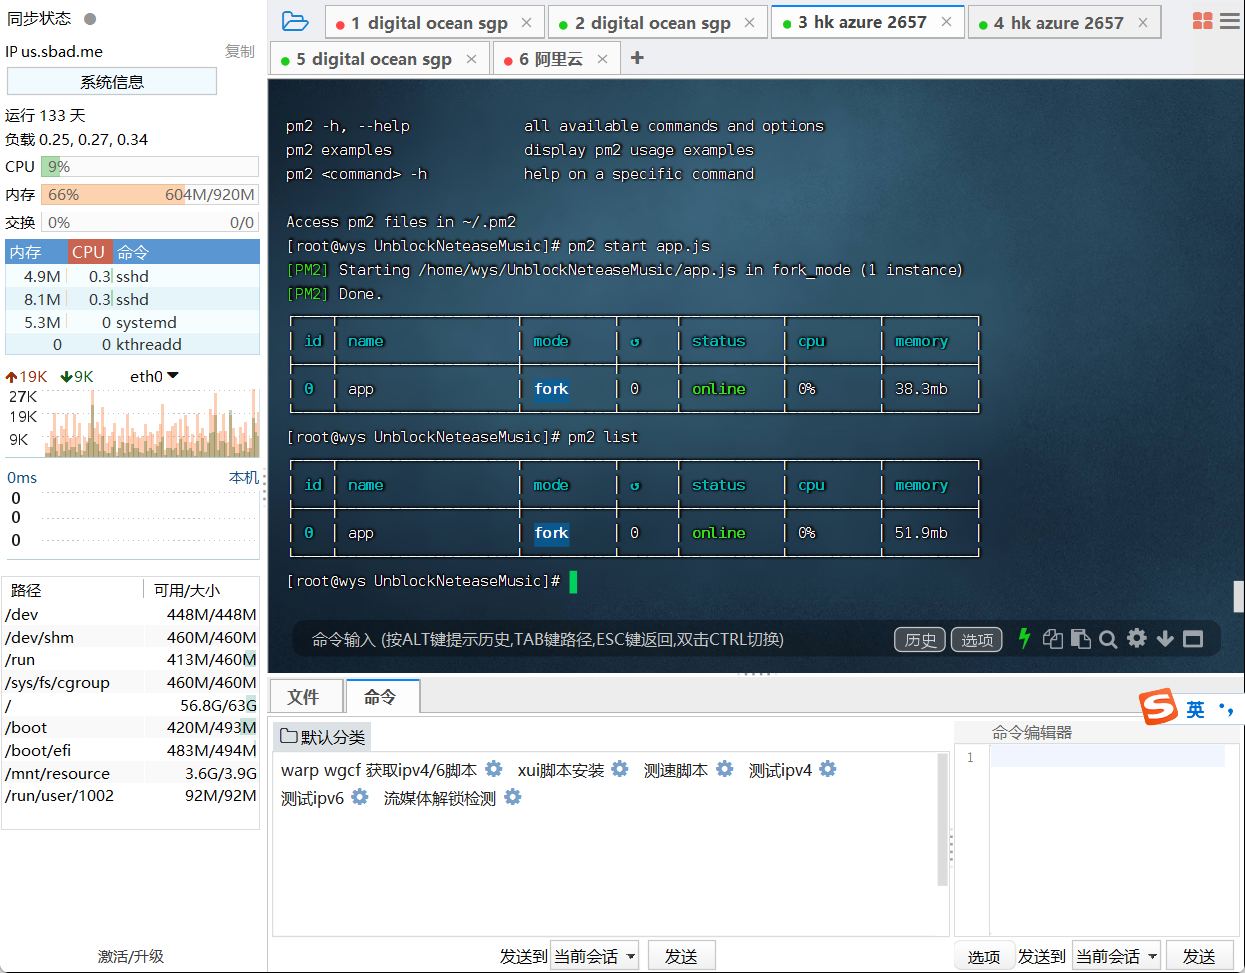 同步状态
IP us.sbad.me 复制
系统信息
运行 133 天
负载 0.25, 0.27, 0.34
CPU 9%
内存 66% 604M/920M
交换 0% 0/0
内存 CPU 命令
4.9M 0.3 sshd
8.1M 0.3 sshd
5.3M 0 systemd
0 0 kthreadd
19K 9K eth0
27K
19K
9K
0ms 本机
0
0
0
路径 可用/大小
/dev 448M/448M
/dev/shm 460M/460M
/run 413M/460M
/sys/fs/cgroup 460M/460M
/ 56.8G/63G
/boot 420M/493M
/boot/efi 483M/494M
/mnt/resource 3.6G/3.9G
/run/user/1002 92M/92M
激活/升级
1 digital ocean sgp ×
2 digital ocean sgp ×
3 hk azure 2657 ×
4 hk azure 2657 ×
5 digital ocean sgp ×
6 阿里云 ×
+
pm2 -h, --help all available commands and options
pm2 examples display pm2 usage examples
pm2 <command> -h help on a specific command
Access pm2 files in ~/.pm2
[root@wys UnblockNeteaseMusic]# pm2 start app.js
[PM2] Starting /home/wys/UnblockNeteaseMusic/app.js in fork_mode (1 instance)
[PM2] Done.
id name mode ↺ status cpu memory
0 app fork 0 online 0% 38.3mb
[root@wys UnblockNeteaseMusic]# pm2 list
id name mode ↺ status cpu memory
0 app fork 0 online 0% 51.9mb
[root@wys UnblockNeteaseMusic]#
命令输入 (按ALT键提示历史,TAB键路径,ESC键返回,双击CTRL切换) 历史 选项
文件 命令
S 英 •,
默认分类
命令编辑器
warp wgcf 获取ipv4/6脚本 xui脚本安装 测速脚本 测试ipv4
测试ipv6 流媒体解锁检测
1
发送到 当前会话 发送
选项 发送到 当前会话 发送